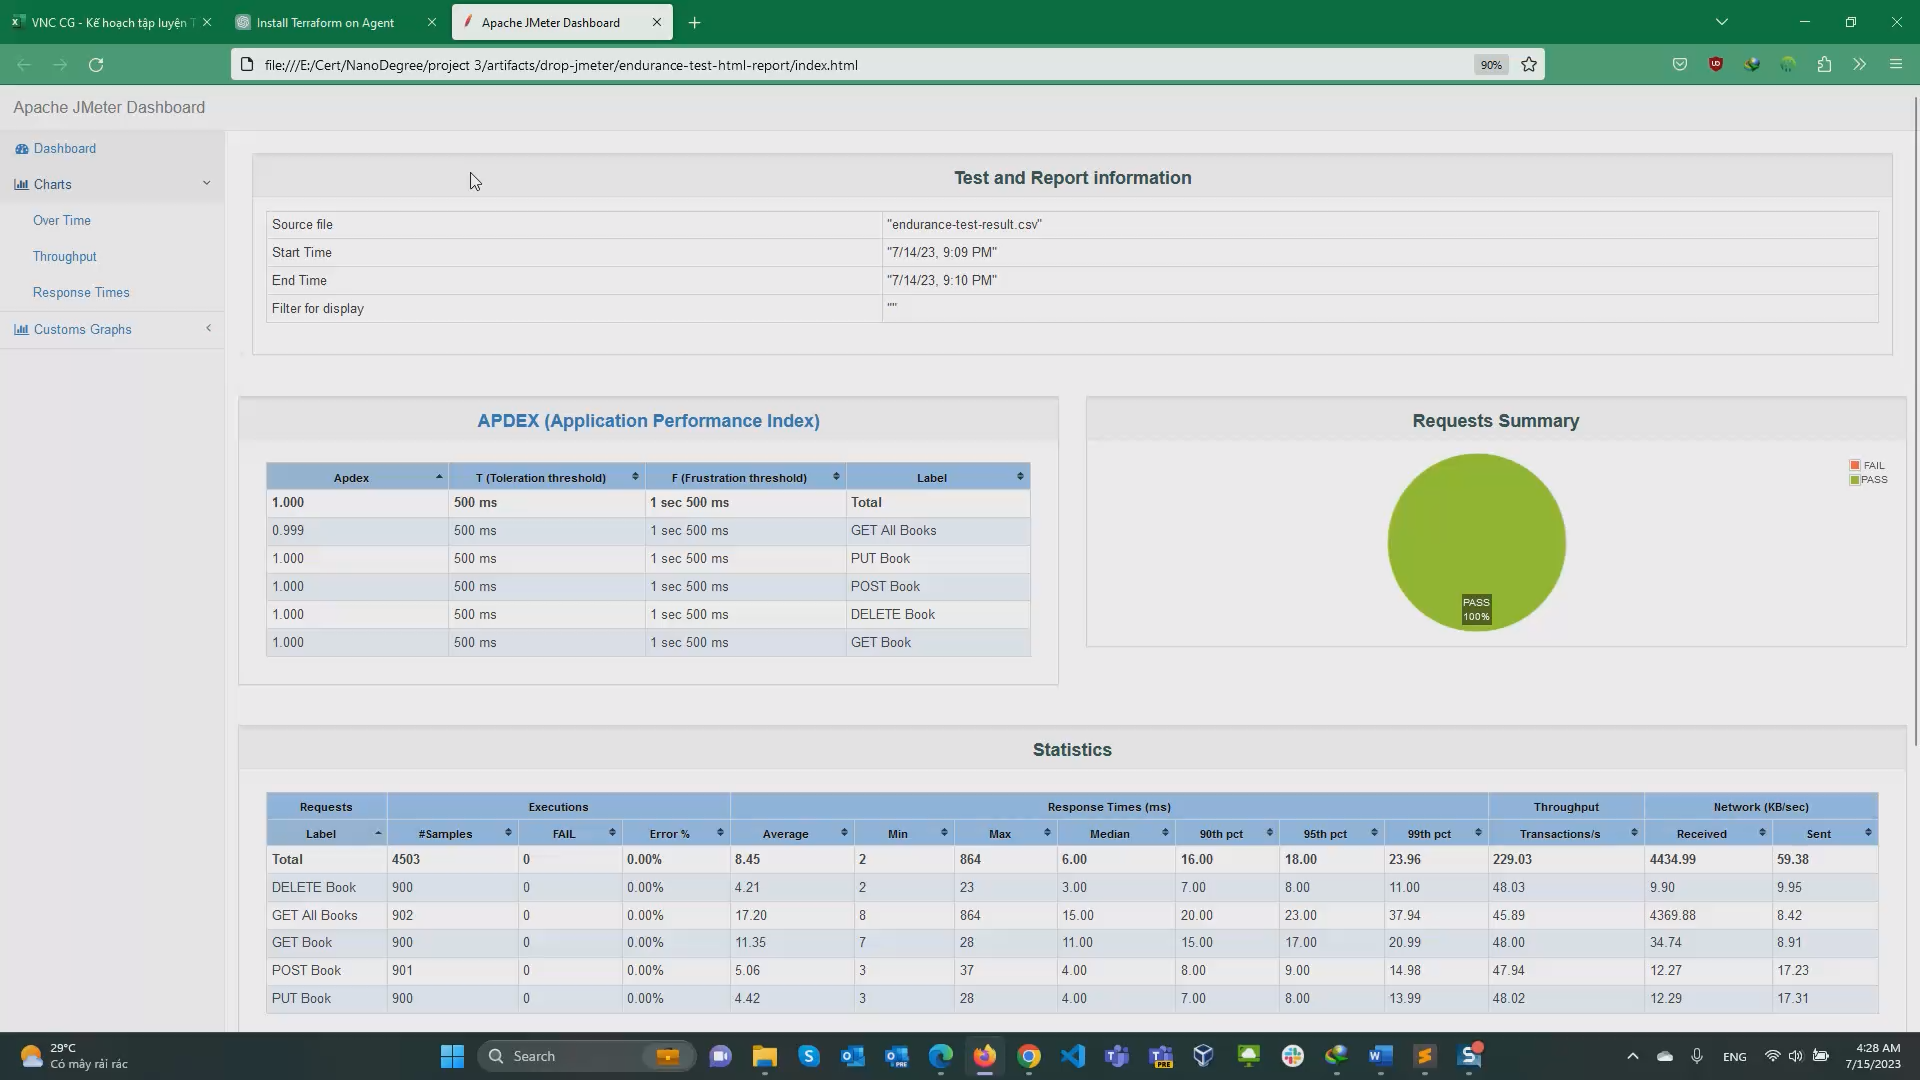 VNC CG - Kế hoạch tập luyện T
Install Terraform on Agent
Apache JMeter Dashboard
file:///E:/Cert/NanoDegree/project 3/artifacts/drop-jmeter/endurance-test-html-report/index.html
90%
Apache JMeter Dashboard
Dashboard
Charts
Over Time
Throughput
Response Times
Customs Graphs
Test and Report information
Source file "endurance-test-result.csv"
Start Time "7/14/23, 9:09 PM"
End Time "7/14/23, 9:10 PM"
Filter for display ""
APDEX (Application Performance Index)
Apdex T (Toleration threshold) F (Frustration threshold) Label
1.000 500 ms 1 sec 500 ms Total
0.999 500 ms 1 sec 500 ms GET All Books
1.000 500 ms 1 sec 500 ms PUT Book
1.000 500 ms 1 sec 500 ms POST Book
1.000 500 ms 1 sec 500 ms DELETE Book
1.000 500 ms 1 sec 500 ms GET Book
Requests Summary
FAIL
PASS
PASS
100%
Statistics
Requests Executions Response Times (ms) Throughput Network (KB/sec)
Label #Samples FAIL Error % Average Min Max Median 90th pct 95th pct 99th pct Transactions/s Received Sent
Total 4503 0 0.00% 8.45 2 864 6.00 16.00 18.00 23.96 229.03 4434.99 59.38
DELETE Book 900 0 0.00% 4.21 2 23 3.00 7.00 8.00 11.00 48.03 9.90 9.95
GET All Books 902 0 0.00% 17.20 8 864 15.00 20.00 23.00 37.94 45.89 4369.88 8.42
GET Book 900 0 0.00% 11.35 7 28 11.00 15.00 17.00 20.99 48.00 34.74 8.91
POST Book 901 0 0.00% 5.06 3 37 4.00 8.00 9.00 14.98 47.94 12.27 17.23
PUT Book 900 0 0.00% 4.42 3 28 4.00 7.00 8.00 13.99 48.02 12.29 17.31
29°C
Có mây rải rác
Search
ENG
4:28 AM
7/15/2023